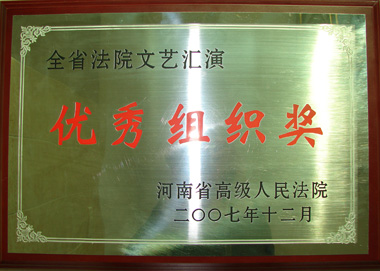 全省法院文艺汇演
优秀组织奖
河南省高级人民法院
二〇〇七年十二月